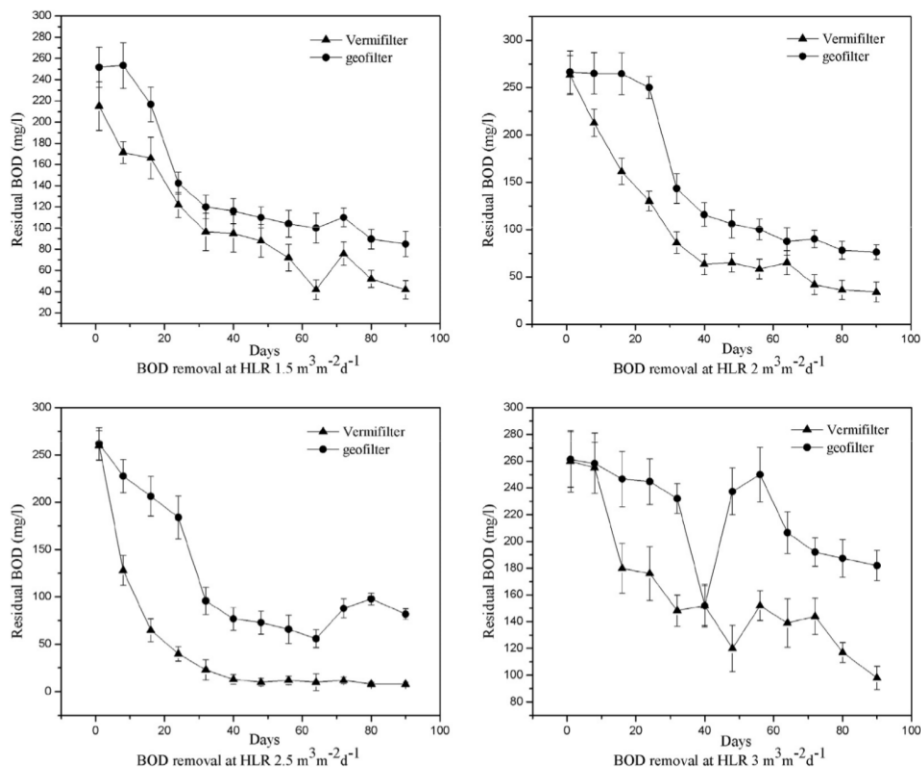 300
280
260
240
220
200
180
160
140
120
100
80
60
40
20
Residual BOD (mg/l)
Vermifilter
geofilter
0 20 40 60 80 100
Days
BOD removal at HLR 1.5 m³m⁻²d⁻¹
300
250
200
150
100
50
0
Residual BOD (mg/l)
Vermifilter
geofilter
0 20 40 60 80 100
Days
BOD removal at HLR 2 m³m⁻²d⁻¹
300
250
200
150
100
50
0
Residual BOD (mg/l)
Vermifilter
geofilter
0 20 40 60 80 100
Days
BOD removal at HLR 2.5 m³m⁻²d⁻¹
300
280
260
240
220
200
180
160
140
120
100
80
Residual BOD (mg/l)
Vermifilter
geofilter
0 20 40 60 80 100
Days
BOD removal at HLR 3 m³m⁻²d⁻¹